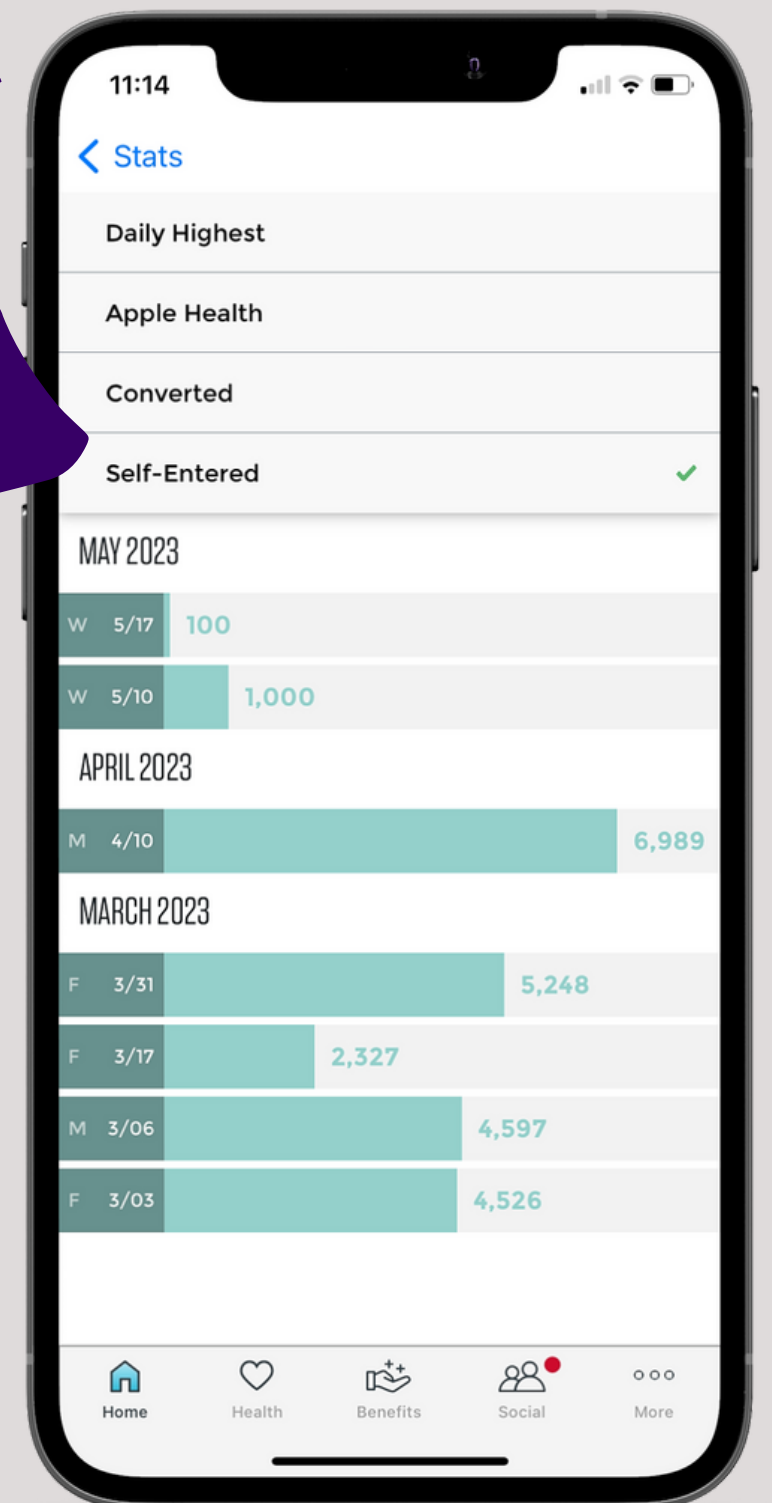 11:14
Stats
Daily Highest
Apple Health
Converted
Self-Entered
MAY 2023
W 5/17 100
W 5/10 1,000
APRIL 2023
M 4/10 6,989
MARCH 2023
F 3/31 5,248
F 3/17 2,327
M 3/06 4,597
F 3/03 4,526
Home Health Benefits Social More